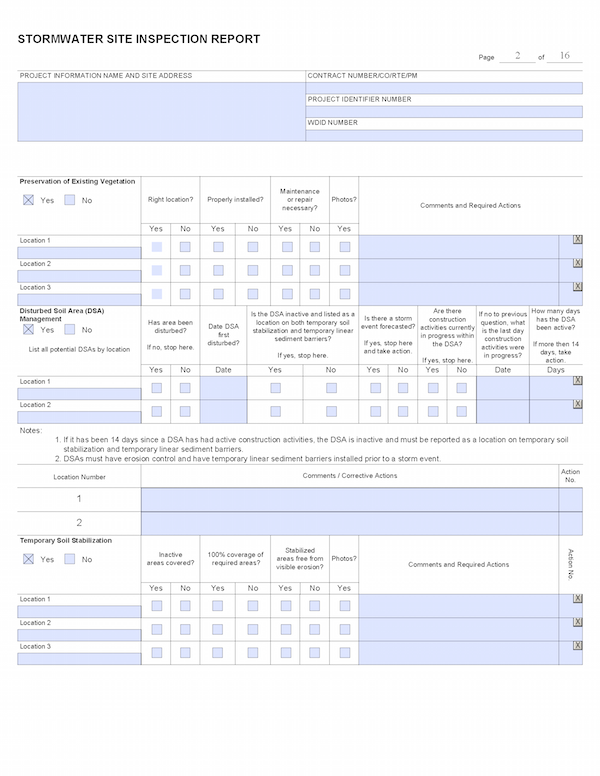 STORMWATER SITE INSPECTION REPORT
Page 2 of 16
PROJECT INFORMATION NAME AND SITE ADDRESS
CONTRACT NUMBER/CO/RTE/PM
PROJECT IDENTIFIER NUMBER
WDID NUMBER
Preservation of Existing Vegetation
Yes No
Right location?
Properly installed?
Maintenance
or repair
necessary?
Photos?
Comments and Required Actions
Yes No Yes No Yes No Yes
Location 1
X
Location 2
X
Location 3
X
Disturbed Soil Area (DSA)
Management
Yes No
List all potential DSAs by location
Has area been
disturbed?
If no, stop here.
Date DSA
first
disturbed?
Is the DSA inactive and listed as a
location on both temporary soil
stabilization and temporary linear
sediment barriers?
If yes, stop here.
Is there a storm
event forecasted?
If yes, stop here
and take action.
Are there
construction
activities currently
in progress within
the DSA?
If yes, stop here.
If no to previous
question, what
is the last day
construction
activities were
in progress?
How many days
has the DSA
been active?
If more then 14
days, take
action.
Yes No Date Yes No Yes No Yes No Date Days
Location 1
X
Location 2
X
Notes:
1. If it has been 14 days since a DSA has had active construction activities, the DSA is inactive and must be reported as a location on temporary soil
stabilization and temporary linear sediment barriers.
2. DSAs must have erosion control and have temporary linear sediment barriers installed prior to a storm event.
Location Number
Comments / Corrective Actions
Action
No.
1
2
Temporary Soil Stabilization
Yes No
Inactive
areas covered?
100% coverage of
required areas?
Stabilized
areas free from
visible erosion?
Photos?
Comments and Required Actions
Action No.
Yes No Yes No Yes No Yes
Location 1
X
Location 2
X
Location 3
X